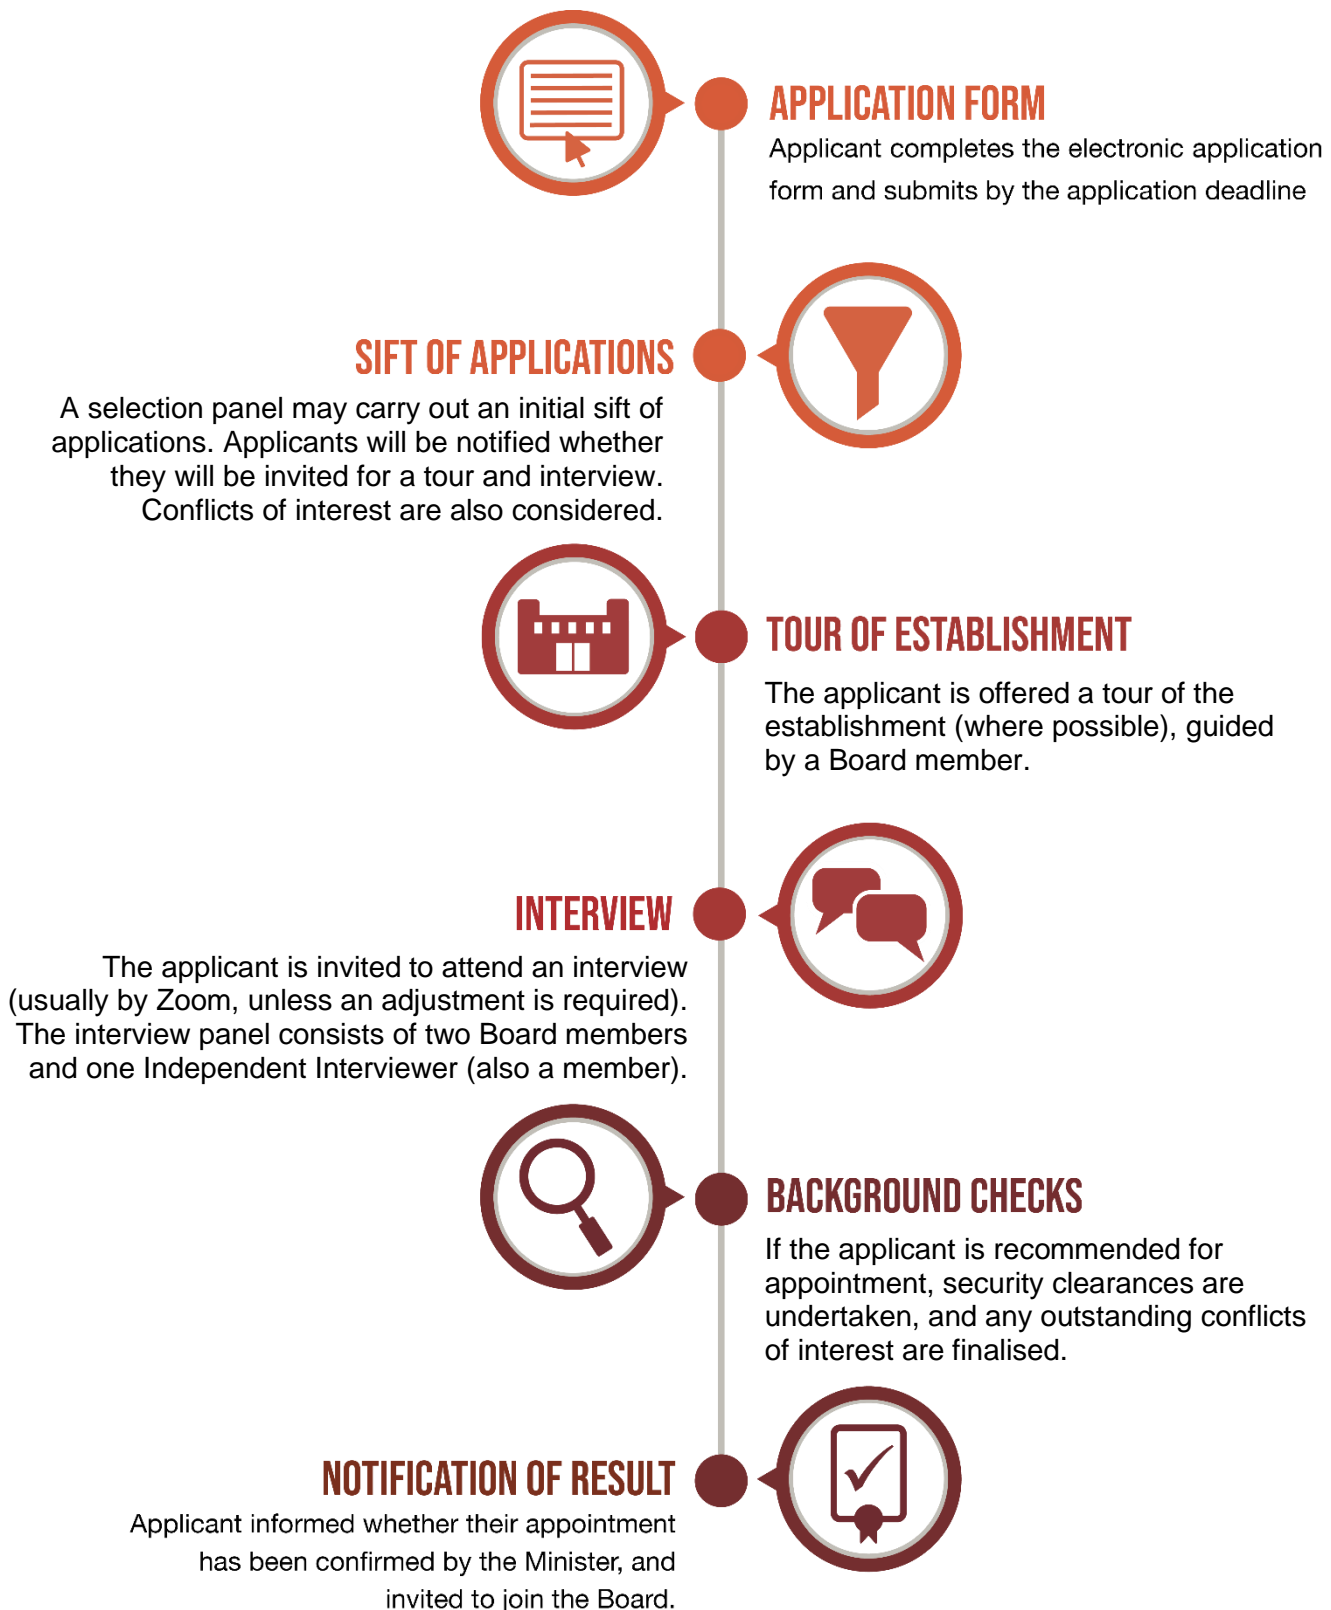 APPLICATION FORM
Applicant completes the electronic application
form and submits by the application deadline
SIFT OF APPLICATIONS
A selection panel may carry out an initial sift of
applications. Applicants will be notified whether
they will be invited for a tour and interview.
Conflicts of interest are also considered.
TOUR OF ESTABLISHMENT
The applicant is offered a tour of the
establishment (where possible), guided
by a Board member.
INTERVIEW
The applicant is invited to attend an interview
(usually by Zoom, unless an adjustment is required).
The interview panel consists of two Board members
and one Independent Interviewer (also a member).
BACKGROUND CHECKS
If the applicant is recommended for
appointment, security clearances are
undertaken, and any outstanding conflicts
of interest are finalised.
NOTIFICATION OF RESULT
Applicant informed whether their appointment
has been confirmed by the Minister, and
invited to join the Board.